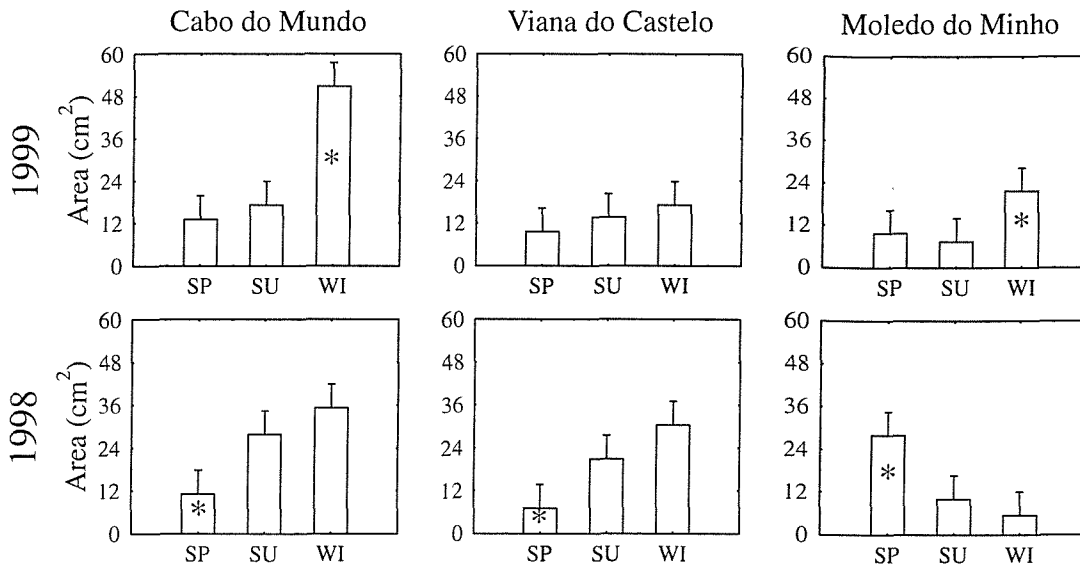 Cabo do Mundo Viana do Castelo Moledo do Minho
1999
Area (cm²)
60 60 60
48 48 48
36 36 36
24 24 24
12 12 12
0 0 0
* *
SP SU WI SP SU WI SP SU WI
1998
Area (cm²)
60 60 60
48 48 48
36 36 36
24 24 24
12 12 12
0 0 0
* * *
SP SU WI SP SU WI SP SU WI